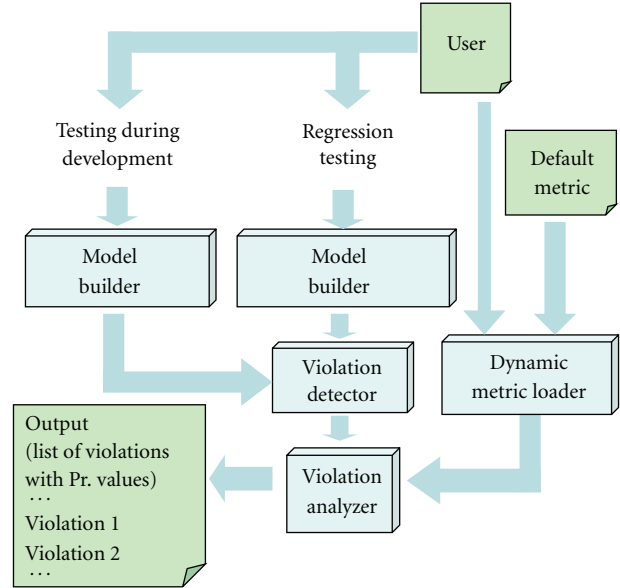 User
Testing during
development
Regression
testing
Default
metric
Model
builder
Model
builder
Violation
detector
Dynamic
metric loader
Output
(list of violations
with Pr. values)
...
Violation 1
...
Violation 2
Violation
analyzer